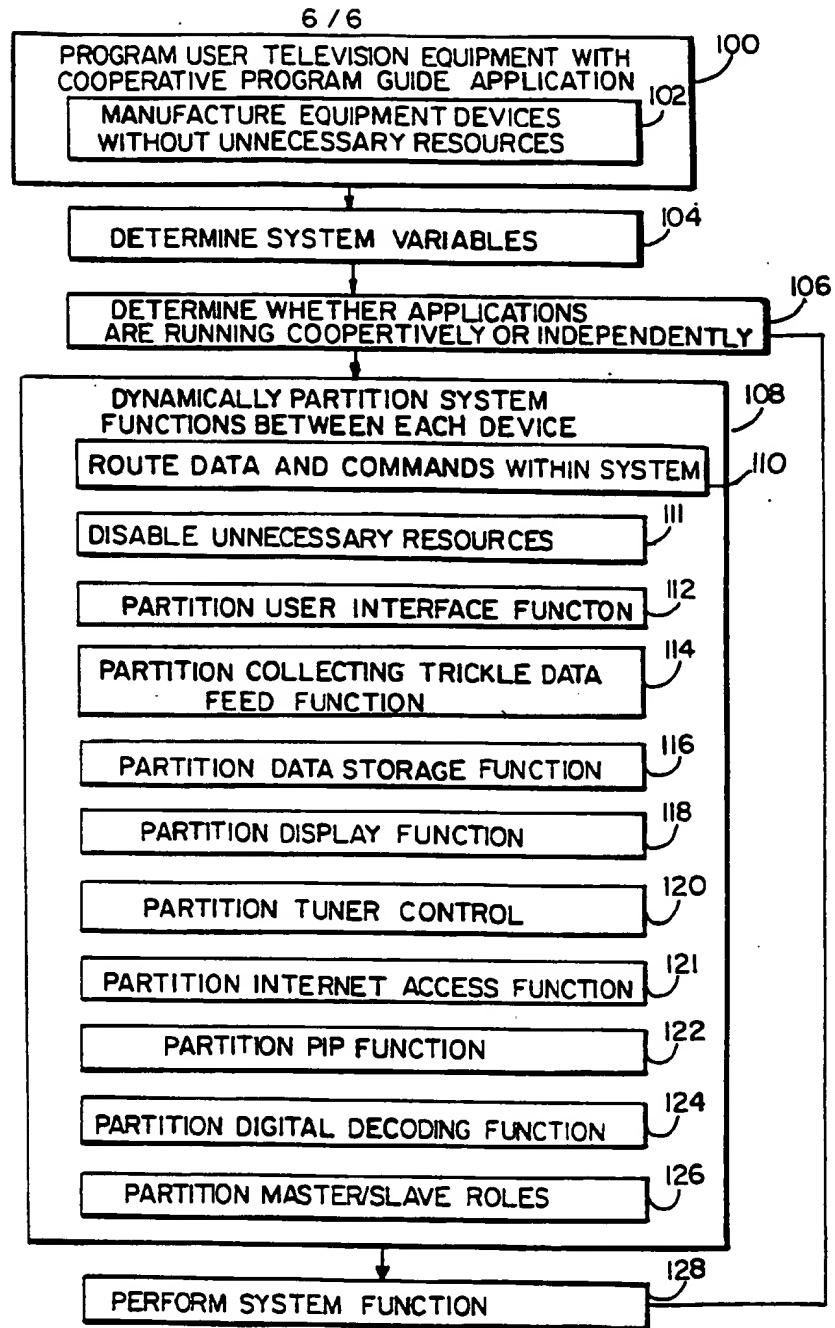 6 / 6
PROGRAM USER TELEVISION EQUIPMENT WITH
COOPERATIVE PROGRAM GUIDE APPLICATION
100
MANUFACTURE EQUIPMENT DEVICES
WITHOUT UNNECESSARY RESOURCES
102
DETERMINE SYSTEM VARIABLES
104
DETERMINE WHETHER APPLICATIONS
ARE RUNNING COOPERTIVELY OR INDEPENDENTLY
106
DYNAMICALLY PARTITION SYSTEM
FUNCTIONS BETWEEN EACH DEVICE
108
ROUTE DATA AND COMMANDS WITHIN SYSTEM
110
DISABLE UNNECESSARY RESOURCES
111
PARTITION USER INTERFACE FUNCTON
112
PARTITION COLLECTING TRICKLE DATA
FEED FUNCTION
114
PARTITION DATA STORAGE FUNCTION
116
PARTITION DISPLAY FUNCTION
118
PARTITION TUNER CONTROL
120
PARTITION INTERNET ACCESS FUNCTION
121
PARTITION PIP FUNCTION
122
PARTITION DIGITAL DECODING FUNCTION
124
PARTITION MASTER/SLAVE ROLES
126
PERFORM SYSTEM FUNCTION
128